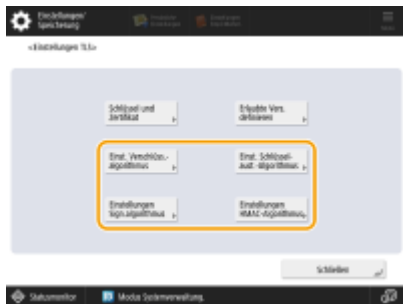 Einstellungen/
Speicherung
<Einstellungen TLS>
Schlüssel und
Zertifikat
Erlaubte Vers.
definieren
Einst. Verschlüss.-
algorithmus
Einst. Schlüssel-
aust.-algorithmus
Einstellungen
Sign.algorithmus
Einstellungen
HMAC-Algorithmus
Schließen
Statusmonitor
Modus Systemverwaltung.